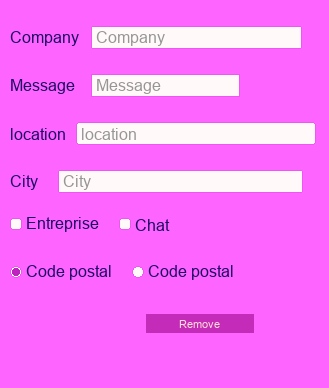 Company Company
Message Message
location location
City City
Entreprise Chat
Code postal Code postal
Remove